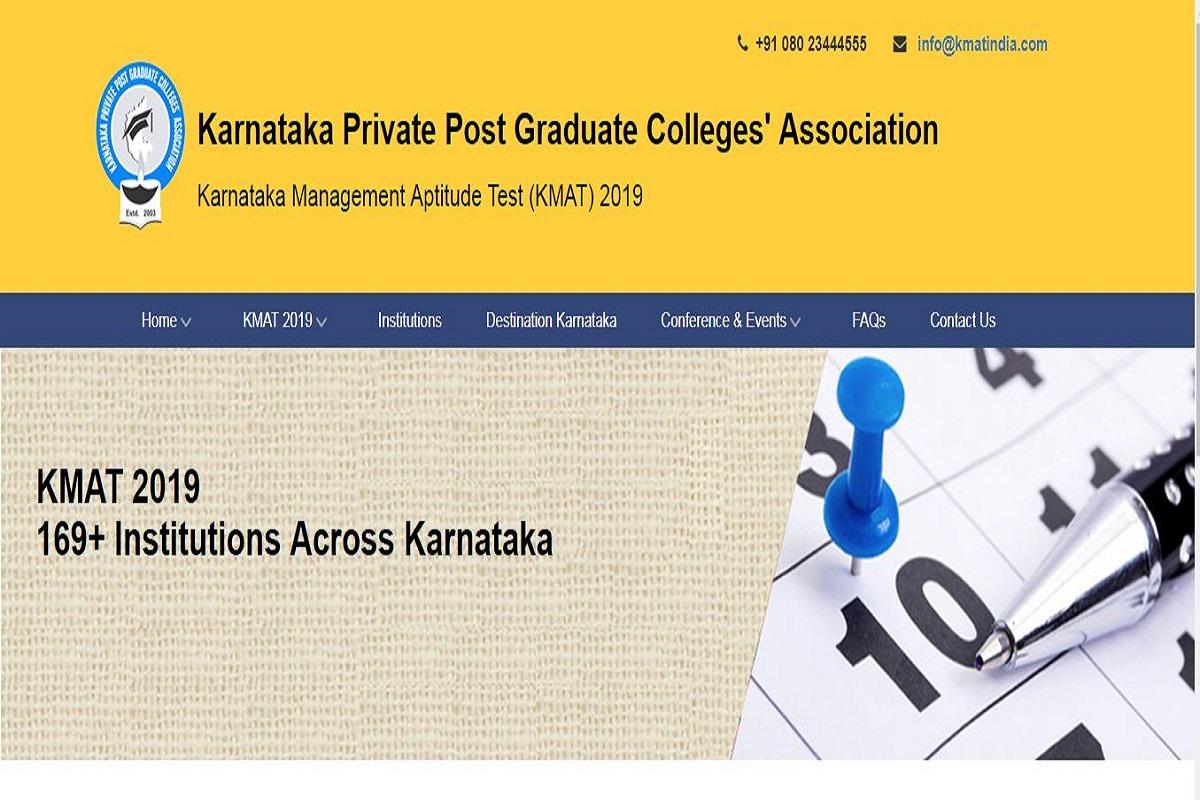 +91 080 23444555 info@kmatindia.com
KARNATAKA PRIVATE POST GRADUATE COLLEGES' ASSOCIATION
Estd. 2003
Karnataka Private Post Graduate Colleges' Association
Karnataka Management Aptitude Test (KMAT) 2019
Home KMAT 2019 Institutions Destination Karnataka Conference & Events FAQs Contact Us
KMAT 2019
169+ Institutions Across Karnataka
4
3
10